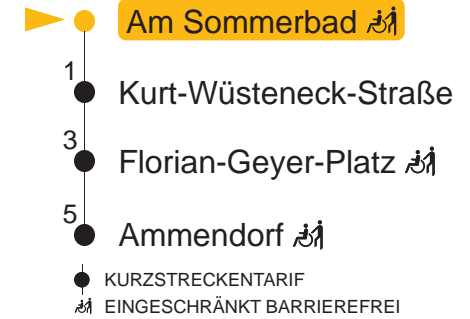 Am Sommerbad
1
Kurt-Wüsteneck-Straße
3
Florian-Geyer-Platz
5
Ammendorf
KURZSTRECKENTARIF
EINGESCHRÄNKT BARRIEREFREI